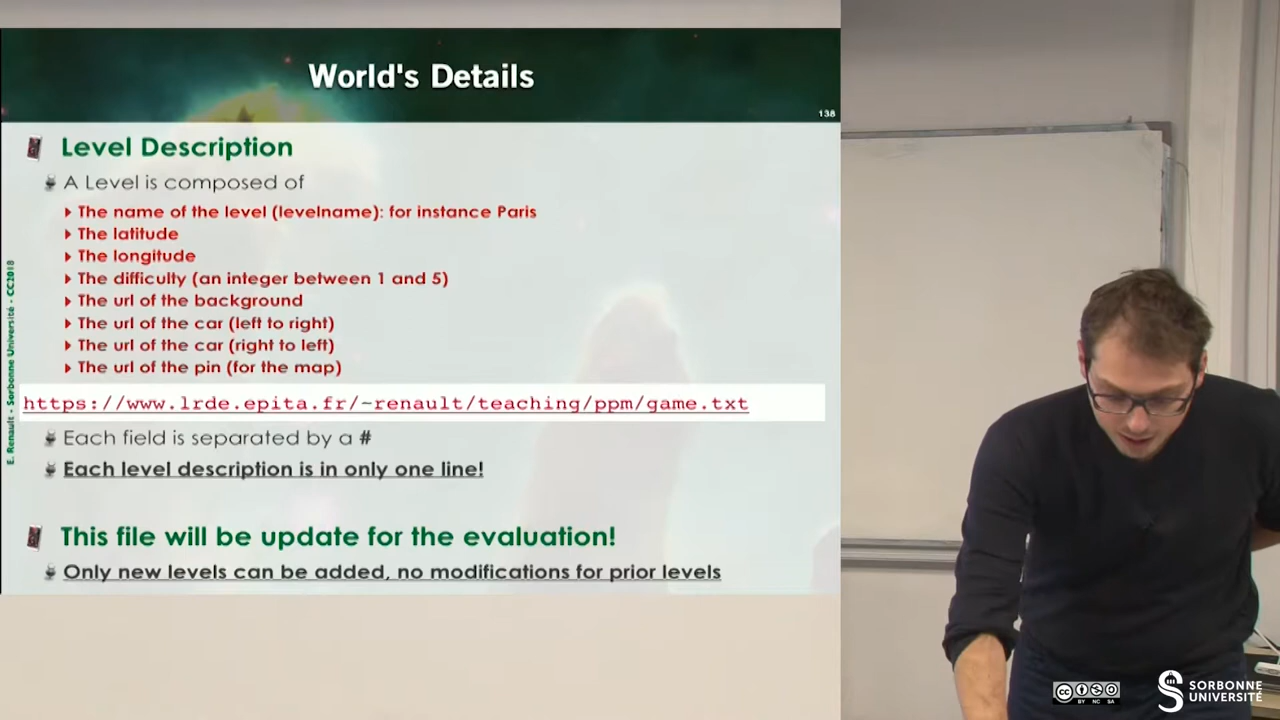 World's Details
138
Level Description
A Level is composed of
The name of the level (levelname): for instance Paris
The latitude
The longitude
The difficulty (an integer between 1 and 5)
The url of the background
The url of the car (left to right)
The url of the car (right to left)
The url of the pin (for the map)
https://www.lrde.epita.fr/~renault/teaching/ppm/game.txt
Each field is separated by a #
Each level description is in only one line!
This file will be update for the evaluation!
Only new levels can be added, no modifications for prior levels
E. Renault - Sorbonne Université - CC2018
CC
BY NC SA
SORBONNE
UNIVERSITÉ